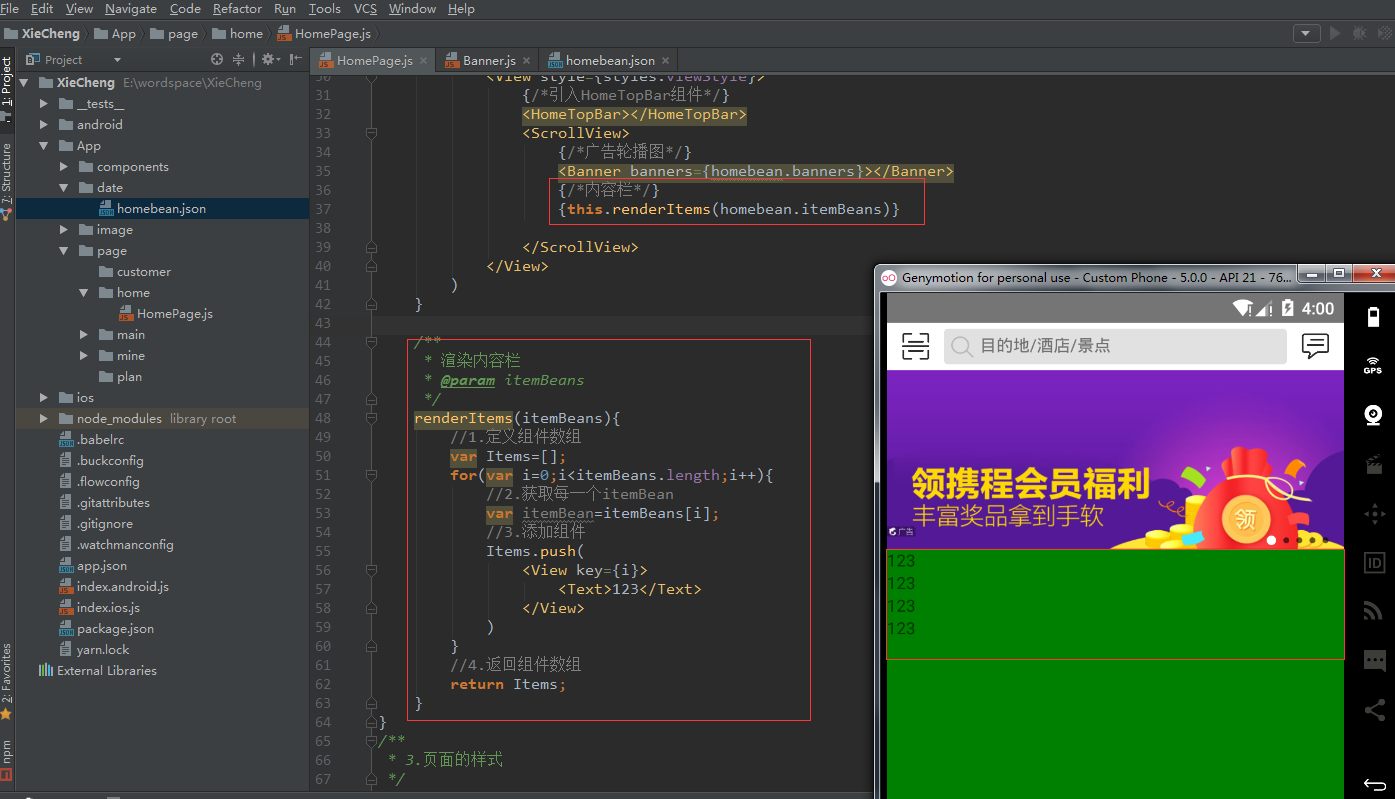 File Edit View Navigate Code Refactor Run Tools VCS Window Help
XieCheng App page home HomePage.js
Project
HomePage.js Banner.js homebean.json
1: Project
7: Structure
2: Favorites
npm
XieCheng E:\wordspace\XieCheng
__tests__
android
App
components
date
homebean.json
image
page
customer
home
HomePage.js
main
mine
plan
ios
node_modules library root
.babelrc
.buckconfig
.flowconfig
.gitattributes
.gitignore
.watchmanconfig
app.json
index.android.js
index.ios.js
package.json
yarn.lock
External Libraries
30 <View style={styles.viewStyle}>
31 {/*引入HomeTopBar组件*/}
32 <HomeTopBar></HomeTopBar>
33 <ScrollView>
34 {/*广告轮播图*/}
35 <Banner banners={homebean.banners}></Banner>
36 {/*内容栏*/}
37 {this.renderItems(homebean.itemBeans)}
38
39 </ScrollView>
40 </View>
41 )
42 }
43
44 /**
45 * 渲染内容栏
46 * @param itemBeans
47 */
48 renderItems(itemBeans){
49 //1.定义组件数组
50 var Items=[];
51 for(var i=0;i<itemBeans.length;i++){
52 //2.获取每一个itemBean
53 var itemBean=itemBeans[i];
54 //3.添加组件
55 Items.push(
56 <View key={i}>
57 <Text>123</Text>
58 </View>
59 )
60 }
61 //4.返回组件数组
62 return Items;
63 }
64 }
65 /**
66 * 3.页面的样式
67 */
Genymotion for personal use - Custom Phone - 5.0.0 - API 21 - 76...
4:00
目的地/酒店/景点
领携程会员福利
丰富奖品拿到手软
领
广告
123
123
123
123
GPS
ID